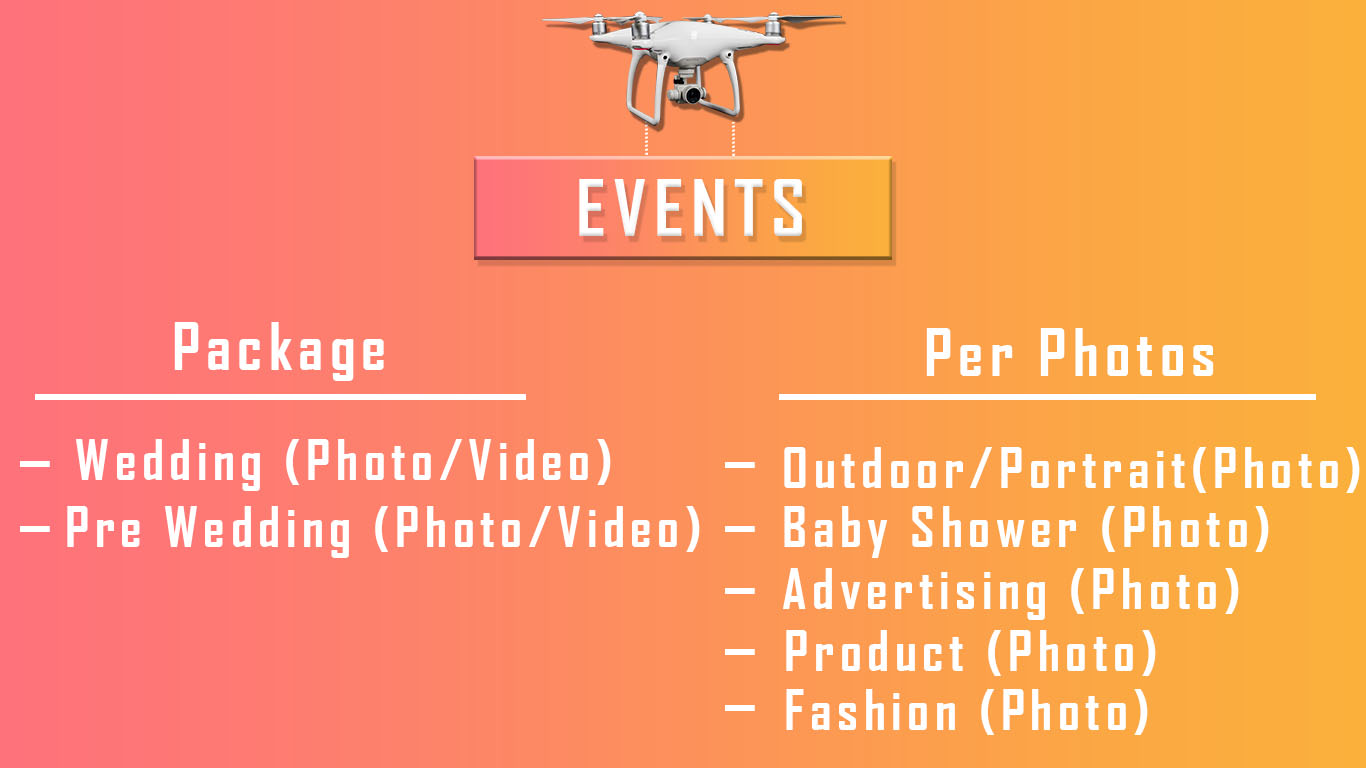 EVENTS
Package
— Wedding (Photo/Video)
— Pre Wedding (Photo/Video)
Per Photos
— Outdoor/Portrait(Photo)
— Baby Shower (Photo)
— Advertising (Photo)
— Product (Photo)
— Fashion (Photo)